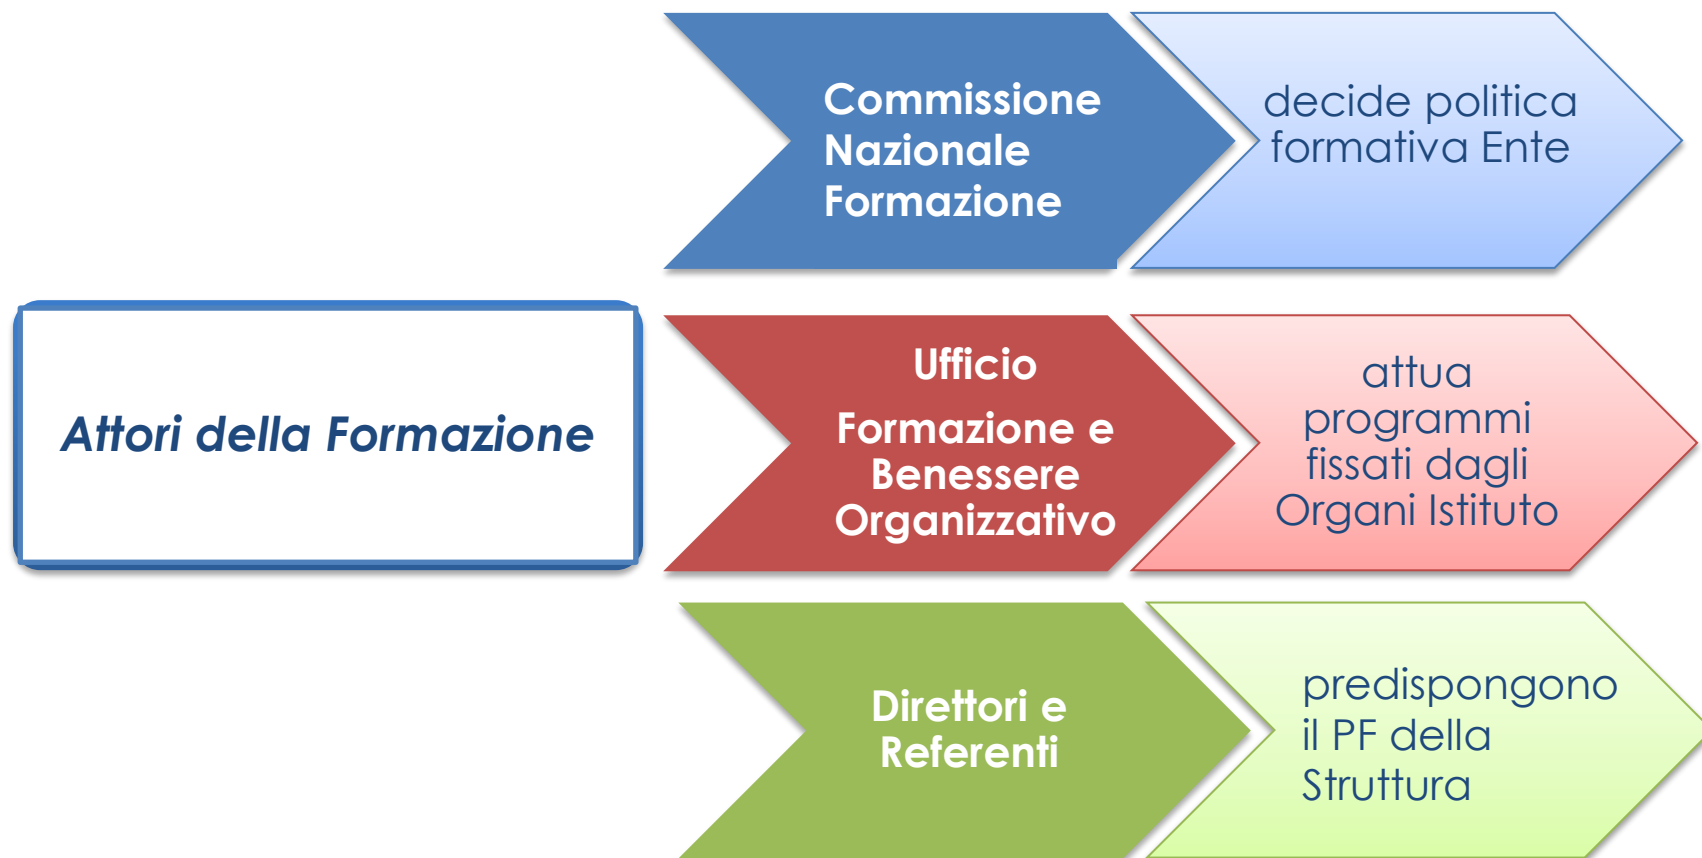 Commissione
Nazionale
Formazione
decide politica
formativa Ente
Attori della Formazione
Ufficio
Formazione e
Benessere
Organizzativo
attua
programmi
fissati dagli
Organi Istituto
Direttori e
Referenti
predispongono
il PF della
Struttura